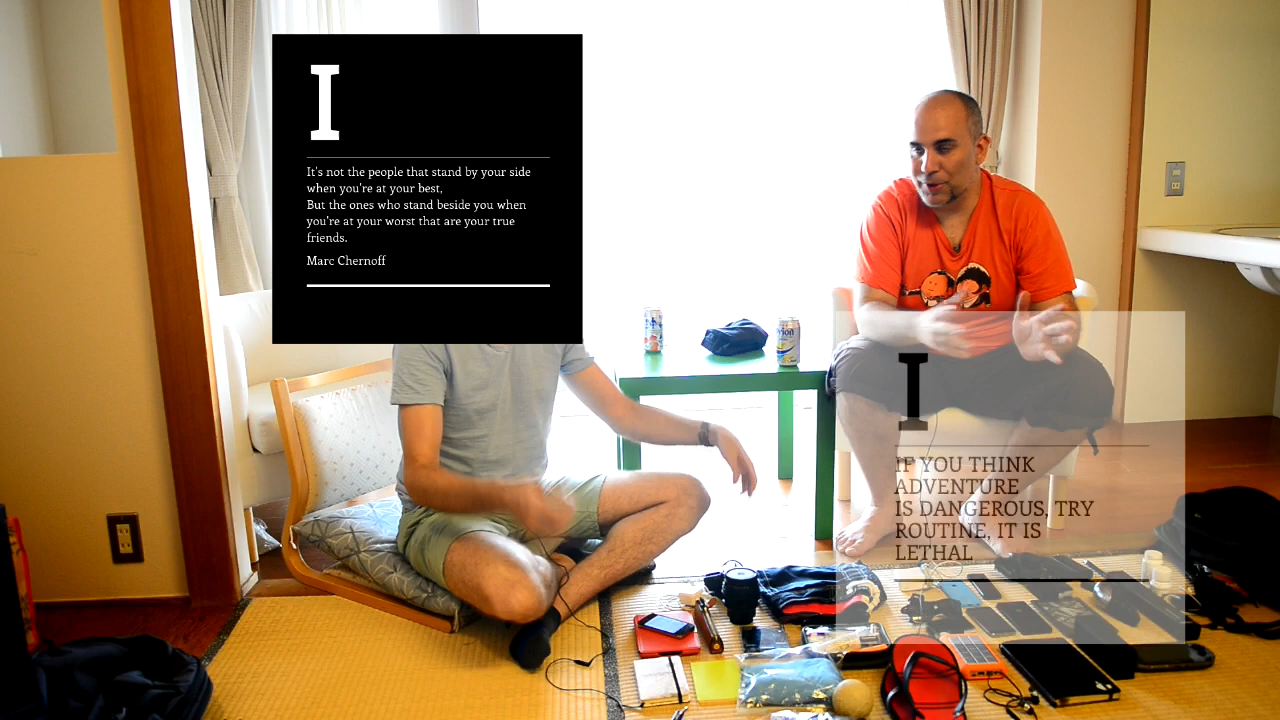 I
It's not the people that stand by your side
when you're at your best,
But the ones who stand beside you when
you're at your worst that are your true
friends.
Marc Chernoff
I
IF YOU THINK
ADVENTURE
IS DANGEROUS, TRY
ROUTINE, IT IS
LETHAL